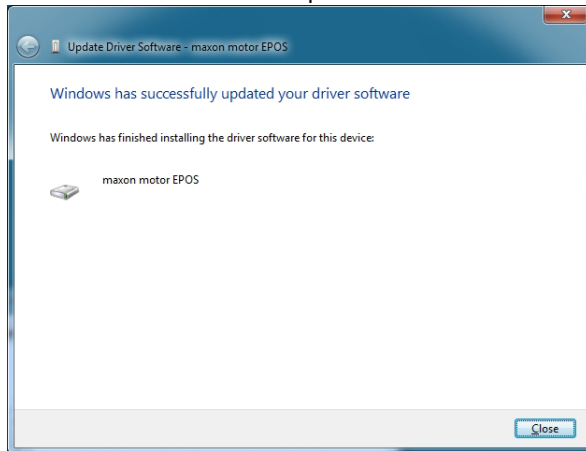 Update Driver Software - maxon motor EPOS
Windows has successfully updated your driver software
Windows has finished installing the driver software for this device:
maxon motor EPOS
Close